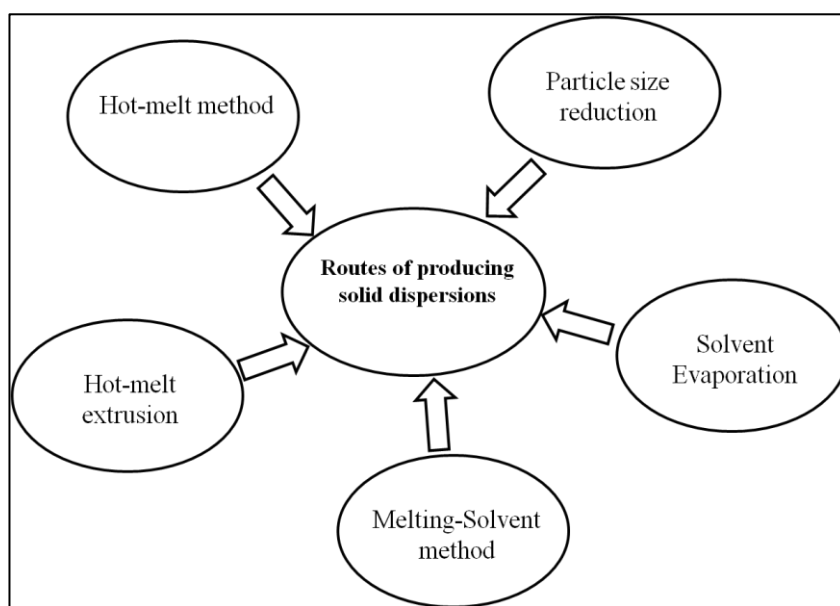 Hot-melt method
Particle size
reduction
Routes of producing
solid dispersions
Solvent
Evaporation
Hot-melt
extrusion
Melting-Solvent
method